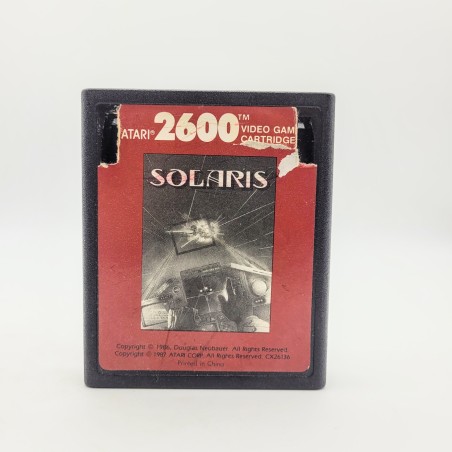 ATARI® 2600™
VIDEO GAM
CARTRIDGE
SOLARIS
Copyright © 1986, Douglas Neubauer. All Rights Reserved.
Copyright © 1987, ATARI CORP. All Rights Reserved. CX26136
Printed in China